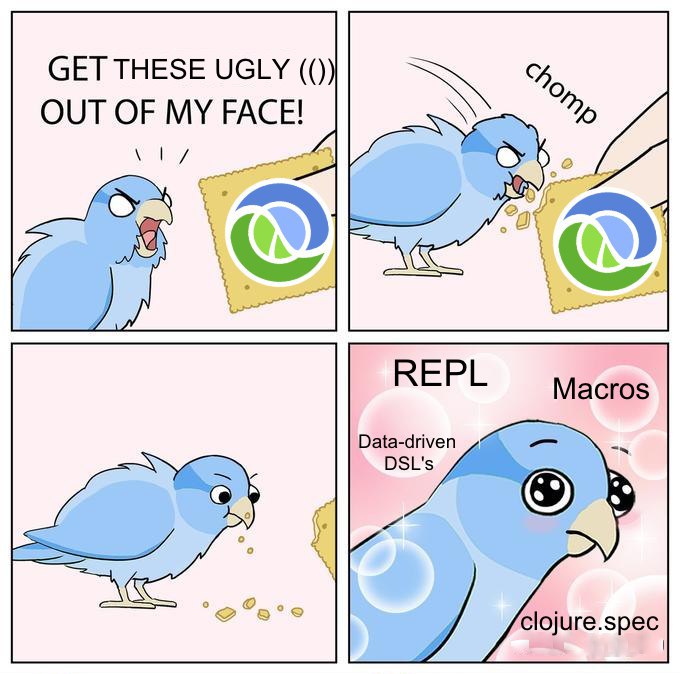 GET THESE UGLY (())
OUT OF MY FACE!
chomp
REPL
Macros
Data-driven
DSL's
clojure.spec